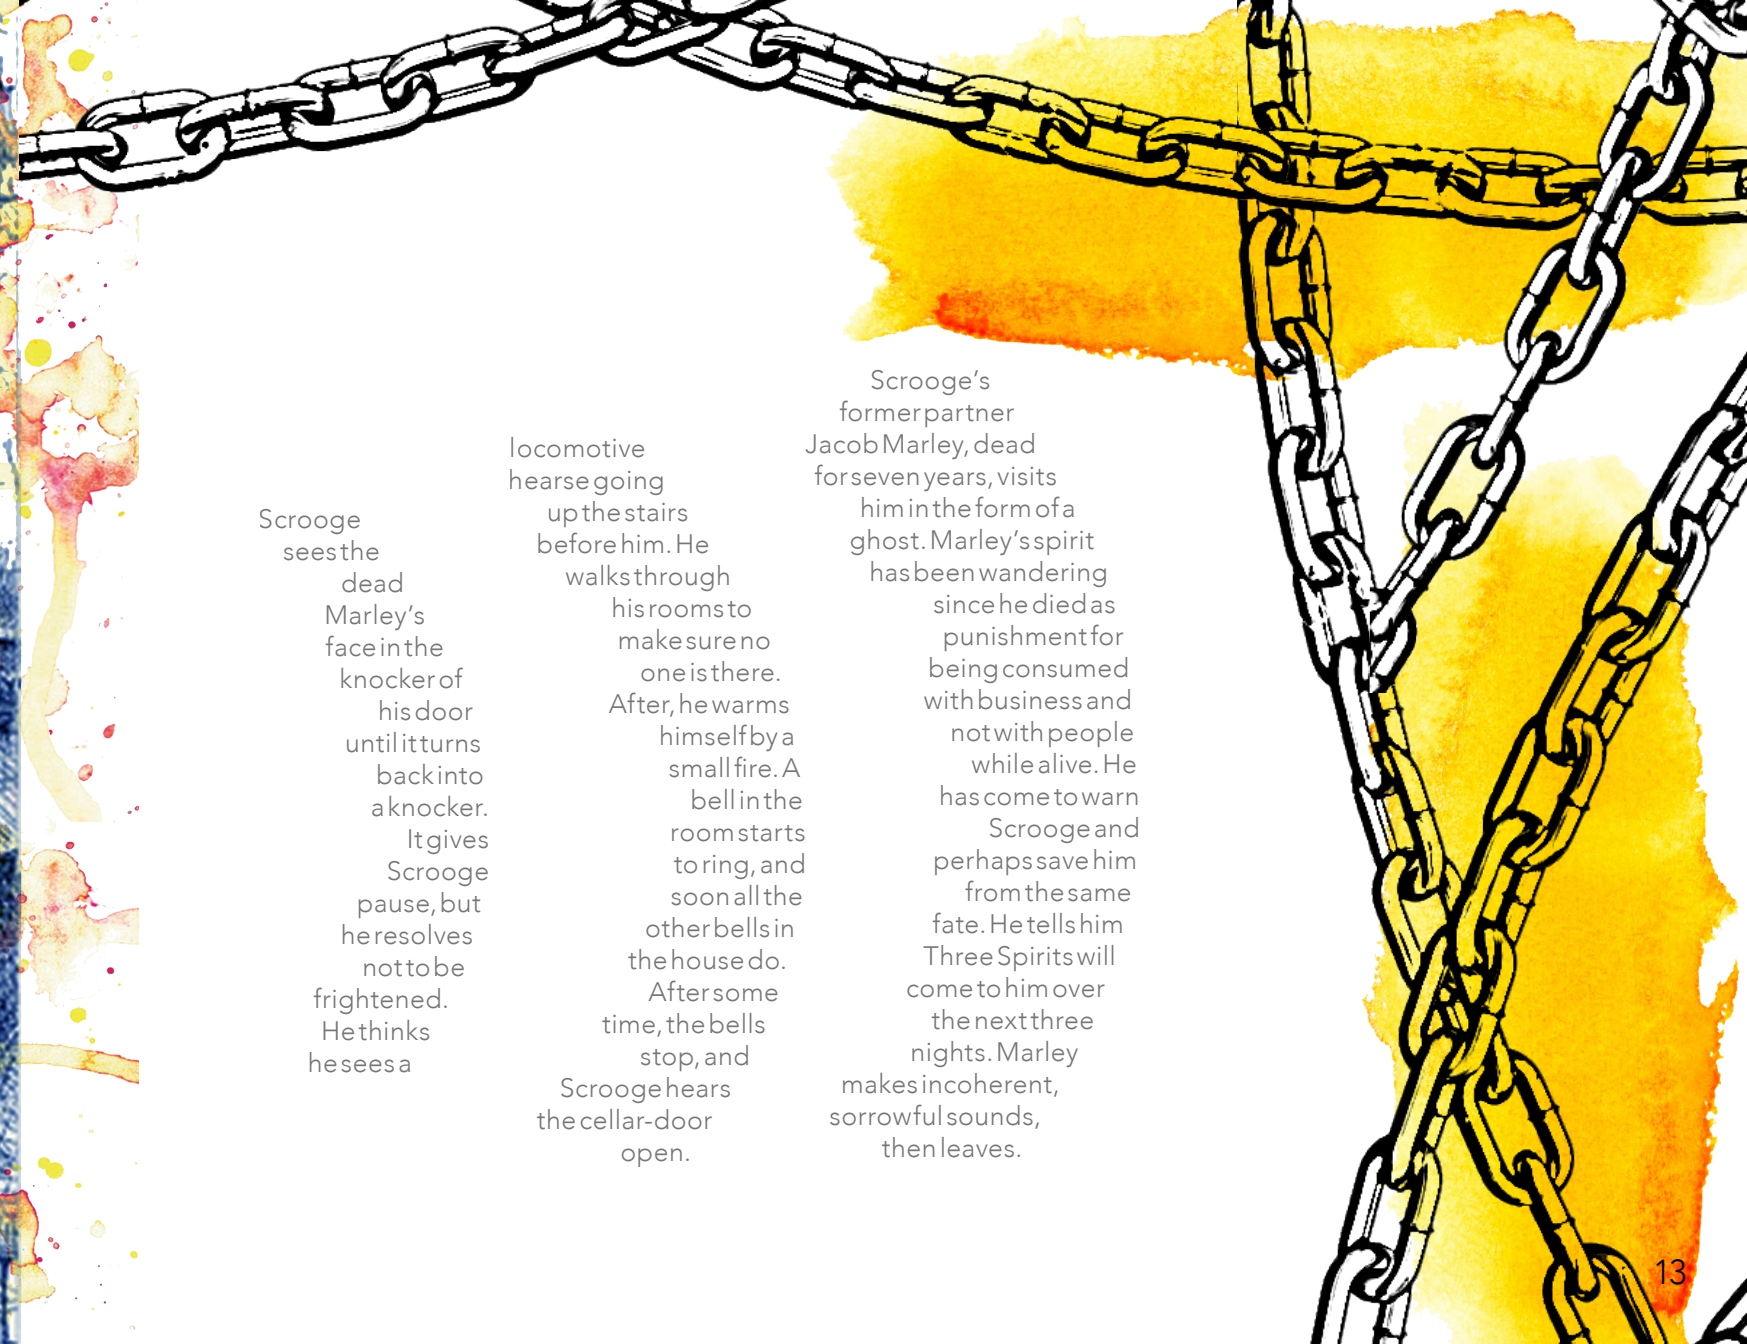 Scrooge
sees the
dead
Marley’s
face in the
knocker of
his door
until it turns
back into
a knocker.
It gives
Scrooge
pause, but
he resolves
not to be
frightened.
He thinks
he sees a
locomotive
hearse going
up the stairs
before him. He
walks through
his rooms to
make sure no
one is there.
After, he warms
himself by a
small fire. A
bell in the
room starts
to ring, and
soon all the
other bells in
the house do.
After some
time, the bells
stop, and
Scrooge hears
the cellar-door
open.
Scrooge’s
former partner
Jacob Marley, dead
for seven years, visits
him in the form of a
ghost. Marley’s spirit
has been wandering
since he died as
punishment for
being consumed
with business and
not with people
while alive. He
has come to warn
Scrooge and
perhaps save him
from the same
fate. He tells him
Three Spirits will
come to him over
the next three
nights. Marley
makes incoherent,
sorrowful sounds,
then leaves.
13